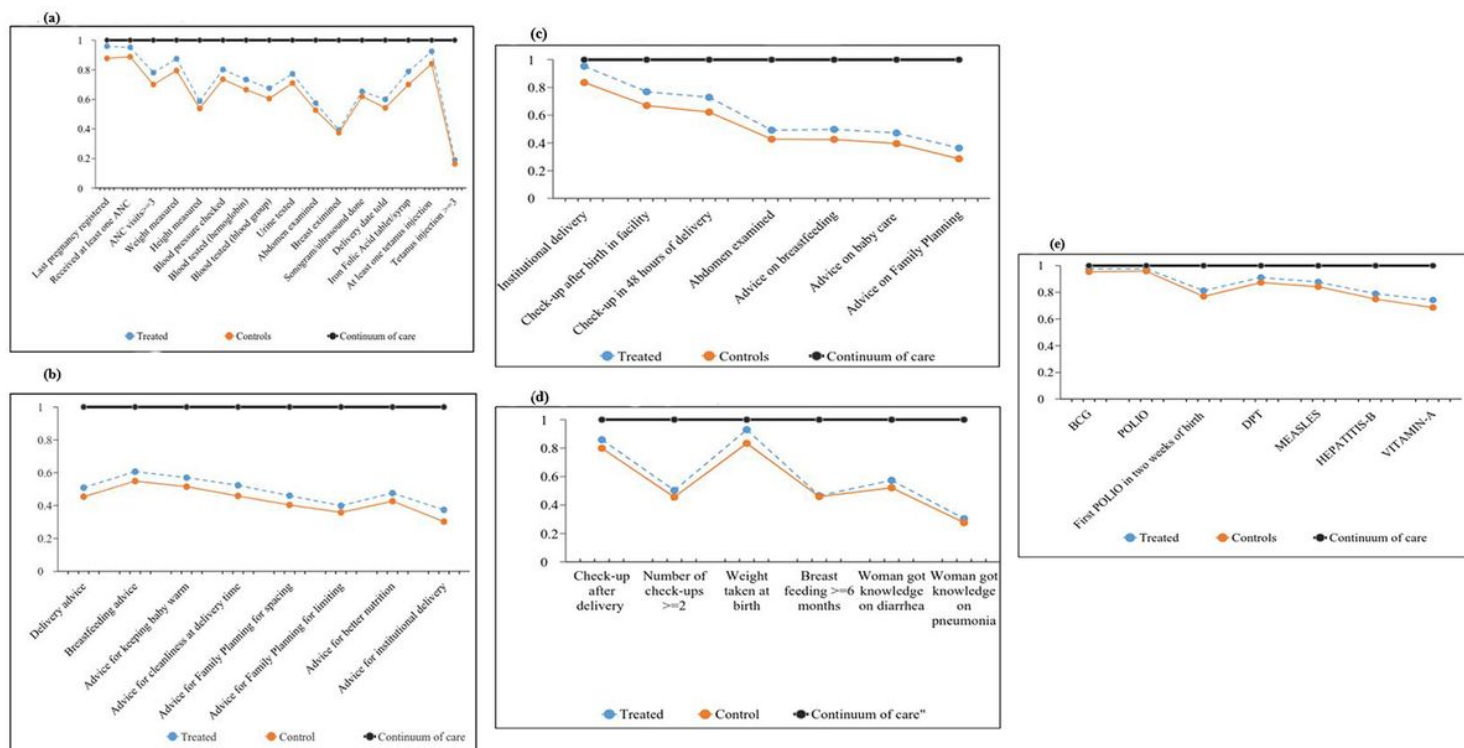 (a)
1
0.8
0.6
0.4
0.2
0
Last pregnancy registered
Received at least one ANC
ANC visits>=3
Weight measured
Height measured
Blood pressure checked
Blood tested (hemoglobin)
Blood tested (blood group)
Urine tested
Abdomen examined
Breast eximined
Sonogram/ultrasound done
Delivery date told
Iron Folic Acid tablet/syrup
At least one tetanus injection
Tetanus injection >=3
Treated Controls Continuum of care
(b)
1
0.8
0.6
0.4
0.2
0
Delivery advice
Breastfeeding advice
Advice for keeping baby warm
Advice for cleanliness at delivery time
Advice for Family Planning for spacing
Advice for Family Planning for limiting
Advice for better nutrition
Advice for institutional delivery
Treated Control Continuum of care
(c)
1
0.8
0.6
0.4
0.2
0
Institutional delivery
Check-up after birth in facility
Check-up in 48 hours of delivery
Abdomen examined
Advice on breastfeeding
Advice on baby care
Advice on Family Planning
Treated Controls Continuum of care
(d)
1
0.8
0.6
0.4
0.2
0
Check-up
after
delivery
Number of
check-ups
>=2
Weight
taken at
birth
Breast
feeding >=6
months
Woman got
knowledge
on diarrhea
Woman got
knowledge
on
pneumonia
Treated Control Continuum of care"
(e)
1
0.8
0.6
0.4
0.2
0
BCG
POLIO
First POLIO in two weeks of birth
DPT
MEASLES
HEPATITIS-B
VITAMIN-A
Treated Controls Continuum of care